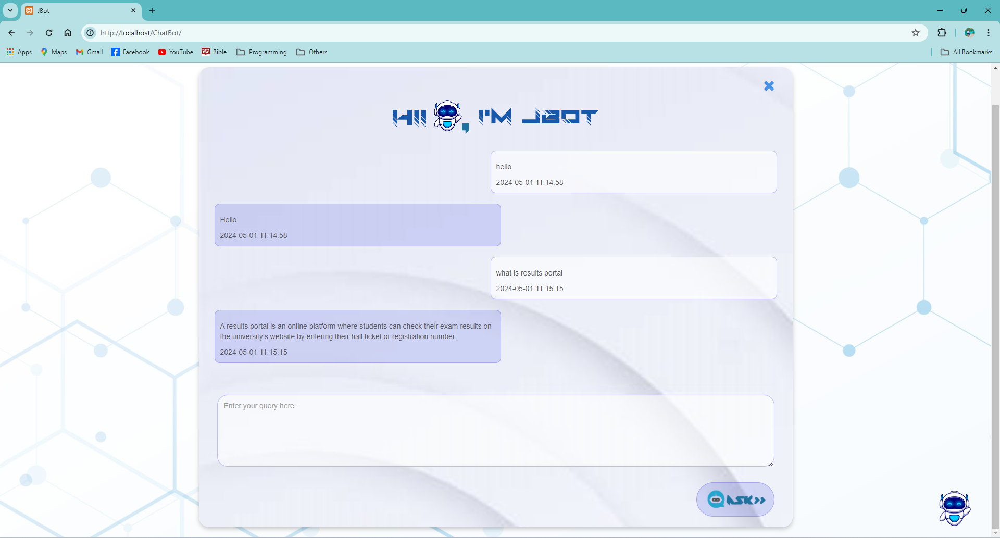 JBot
http://localhost/ChatBot/
Apps Maps Gmail Facebook YouTube WP Bible Programming Others All Bookmarks
HII , I'M JBOT
hello
2024-05-01 11:14:58
Hello
2024-05-01 11:14:58
what is results portal
2024-05-01 11:15:15
A results portal is an online platform where students can check their exam results on
the university's website by entering their hall ticket or registration number.
2024-05-01 11:15:15
Enter your query here...
ASK>>